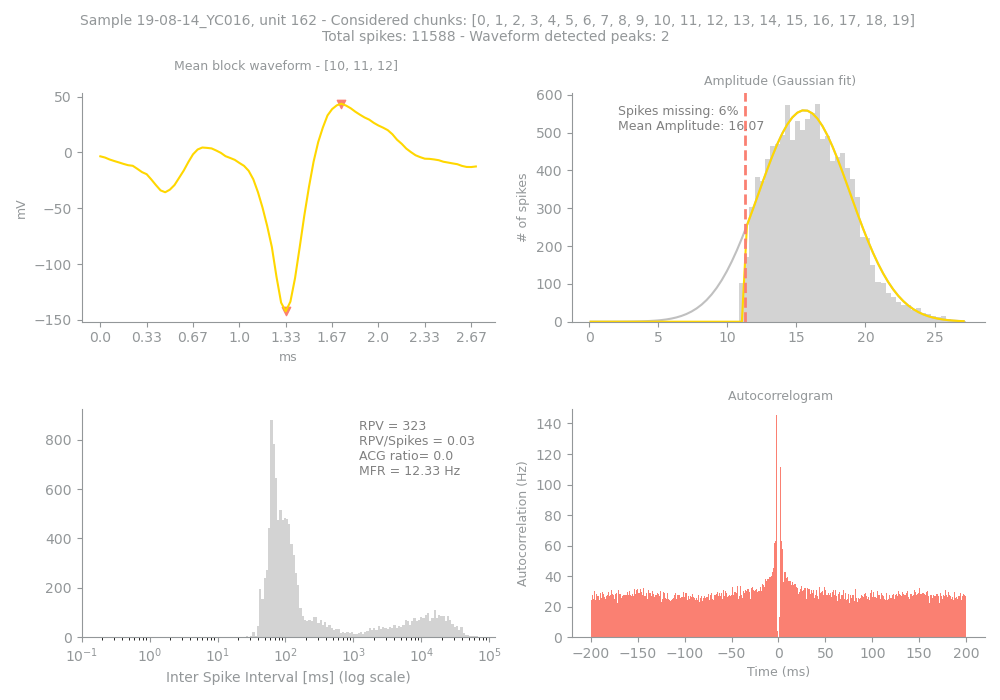 Sample 19-08-14_YC016, unit 162 - Considered chunks: [0, 1, 2, 3, 4, 5, 6, 7, 8, 9, 10, 11, 12, 13, 14, 15, 16, 17, 18, 19]
Total spikes: 11588 - Waveform detected peaks: 2
Mean block waveform - [10, 11, 12]
50
0
−50
−100
−150
mV
0.0 0.33 0.67 1.0 1.33 1.67 2.0 2.33 2.67
ms
Amplitude (Gaussian fit)
Spikes missing: 6%
Mean Amplitude: 16.07
600
500
400
300
200
100
0
# of spikes
0 5 10 15 20 25
RPV = 323
RPV/Spikes = 0.03
ACG ratio= 0.0
MFR = 12.33 Hz
800
600
400
200
0
10⁻¹ 10⁰ 10¹ 10² 10³ 10⁴ 10⁵
Inter Spike Interval [ms] (log scale)
Autocorrelogram
140
120
100
80
60
40
20
0
Autocorrelation (Hz)
−200 −150 −100 −50 0 50 100 150 200
Time (ms)